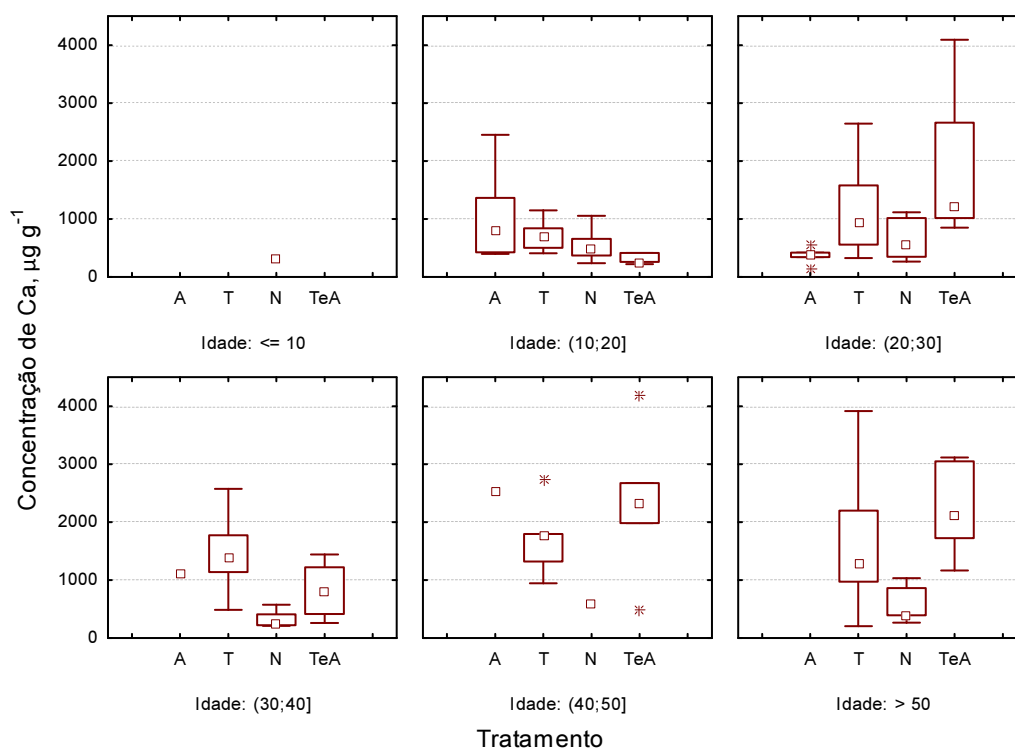 Concentração de Ca, µg g⁻¹
4000
3000
2000
1000
0
A T N TeA
A T N TeA
A T N TeA
Idade: <= 10
Idade: (10;20]
Idade: (20;30]
4000
3000
2000
1000
0
A T N TeA
A T N TeA
A T N TeA
Idade: (30;40]
Idade: (40;50]
Idade: > 50
Tratamento